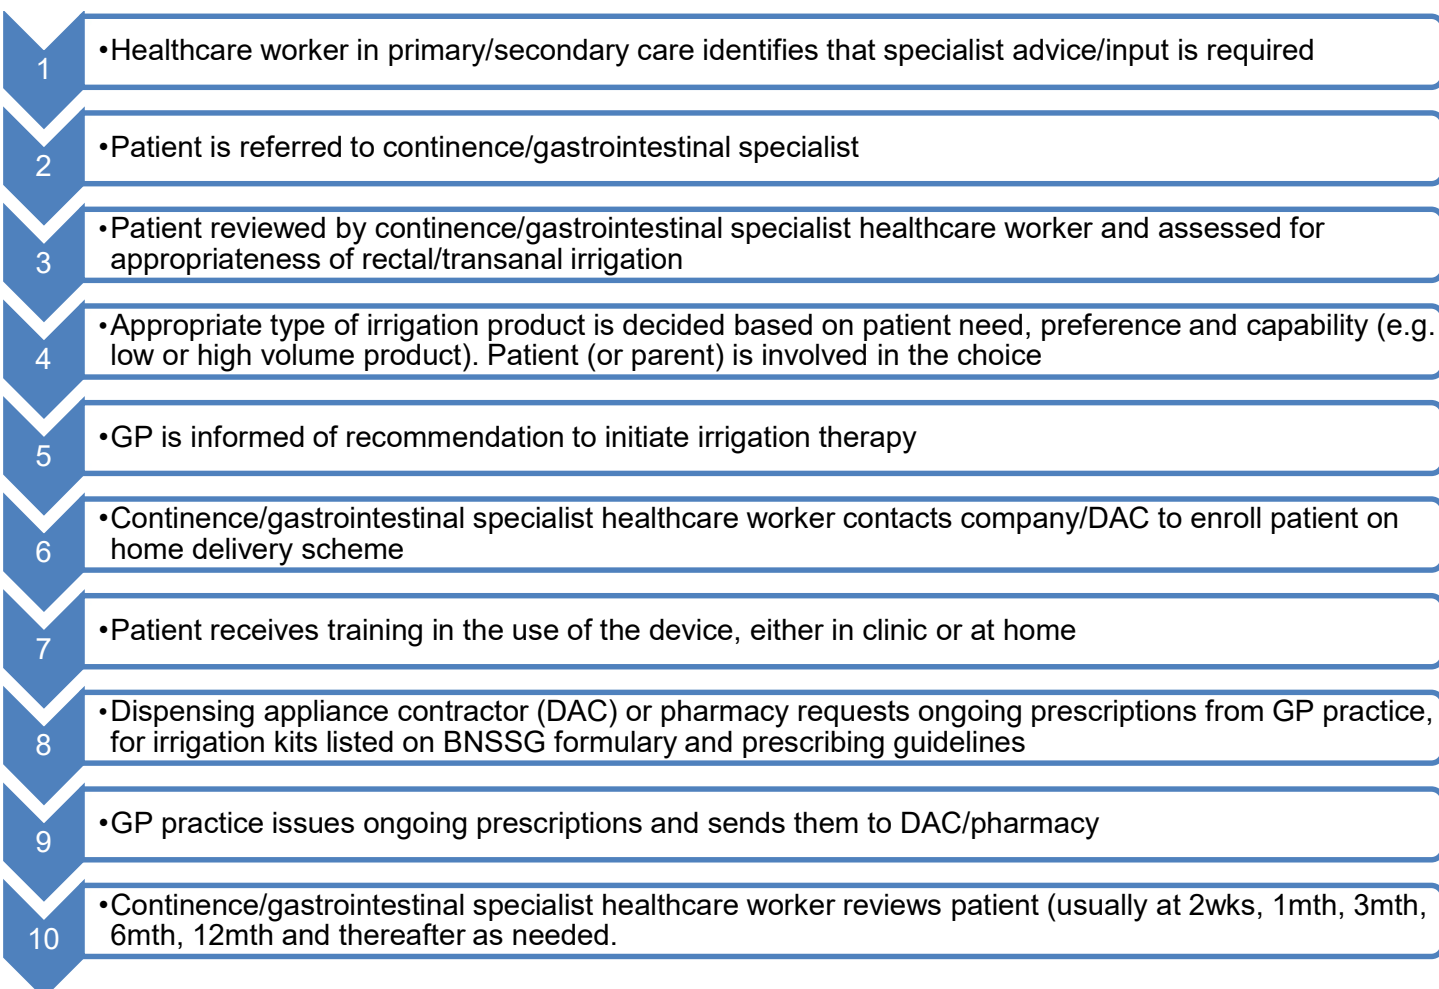 1
•Healthcare worker in primary/secondary care identifies that specialist advice/input is required
2
•Patient is referred to continence/gastrointestinal specialist
3
•Patient reviewed by continence/gastrointestinal specialist healthcare worker and assessed for
appropriateness of rectal/transanal irrigation
4
•Appropriate type of irrigation product is decided based on patient need, preference and capability (e.g.
low or high volume product). Patient (or parent) is involved in the choice
5
•GP is informed of recommendation to initiate irrigation therapy
6
•Continence/gastrointestinal specialist healthcare worker contacts company/DAC to enroll patient on
home delivery scheme
7
•Patient receives training in the use of the device, either in clinic or at home
8
•Dispensing appliance contractor (DAC) or pharmacy requests ongoing prescriptions from GP practice,
for irrigation kits listed on BNSSG formulary and prescribing guidelines
9
•GP practice issues ongoing prescriptions and sends them to DAC/pharmacy
10
•Continence/gastrointestinal specialist healthcare worker reviews patient (usually at 2wks, 1mth, 3mth,
6mth, 12mth and thereafter as needed.